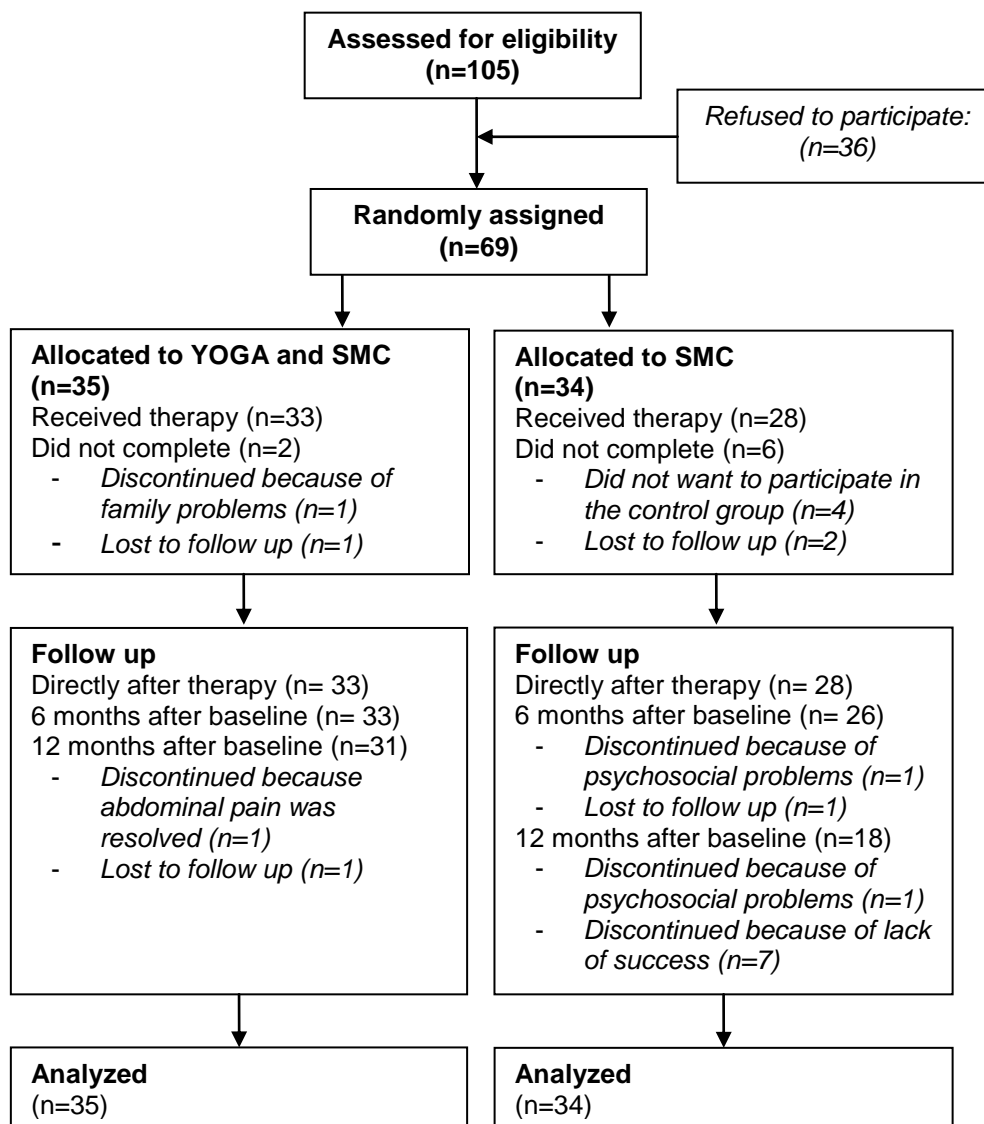 Assessed for eligibility
(n=105)
Refused to participate:
(n=36)
Randomly assigned
(n=69)
Allocated to YOGA and SMC
(n=35)
Received therapy (n=33)
Did not complete (n=2)
- Discontinued because of
family problems (n=1)
- Lost to follow up (n=1)
Allocated to SMC
(n=34)
Received therapy (n=28)
Did not complete (n=6)
- Did not want to participate in
the control group (n=4)
- Lost to follow up (n=2)
Follow up
Directly after therapy (n= 33)
6 months after baseline (n= 33)
12 months after baseline (n=31)
- Discontinued because
abdominal pain was
resolved (n=1)
- Lost to follow up (n=1)
Follow up
Directly after therapy (n= 28)
6 months after baseline (n= 26)
- Discontinued because of
psychosocial problems (n=1)
- Lost to follow up (n=1)
12 months after baseline (n=18)
- Discontinued because of
psychosocial problems (n=1)
- Discontinued because of lack
of success (n=7)
Analyzed
(n=35)
Analyzed
(n=34)